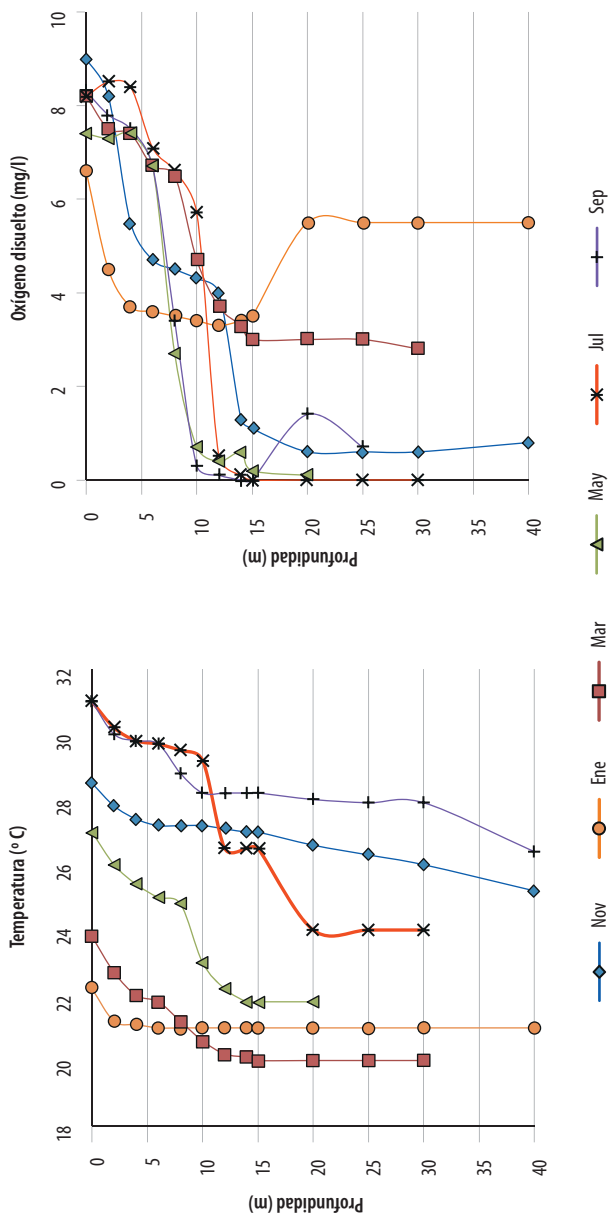 Temperatura (º C)
18 20 22 24 26 28 30 32
0
5
10
15
20
25
30
35
40
Profundidad (m)
Oxígeno disuelto (mg/l)
0 2 4 6 8 10
0
5
10
15
20
25
30
35
40
Profundidad (m)
Nov Ene Mar May Jul Sep